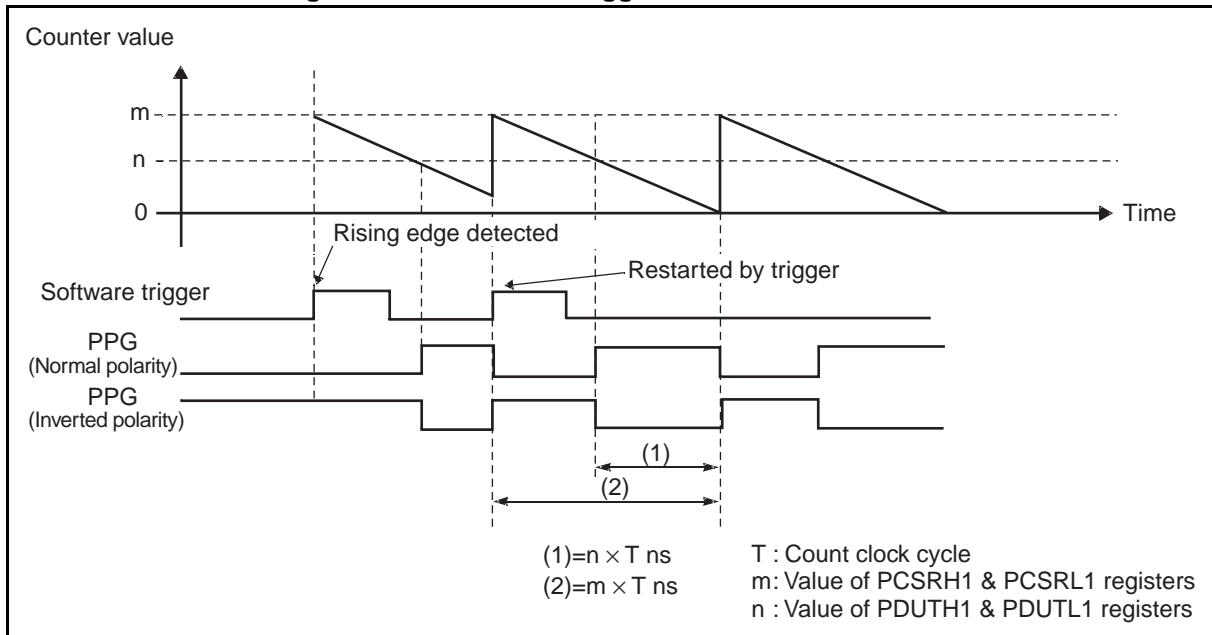 Counter value
m
n
0
Time
Rising edge detected
Restarted by trigger
Software trigger
PPG
(Normal polarity)
PPG
(Inverted polarity)
(1)
(2)
(1)=n × T ns
(2)=m × T ns
T : Count clock cycle
m: Value of PCSRH1 & PCSRL1 registers
n : Value of PDUTH1 & PDUTL1 registers